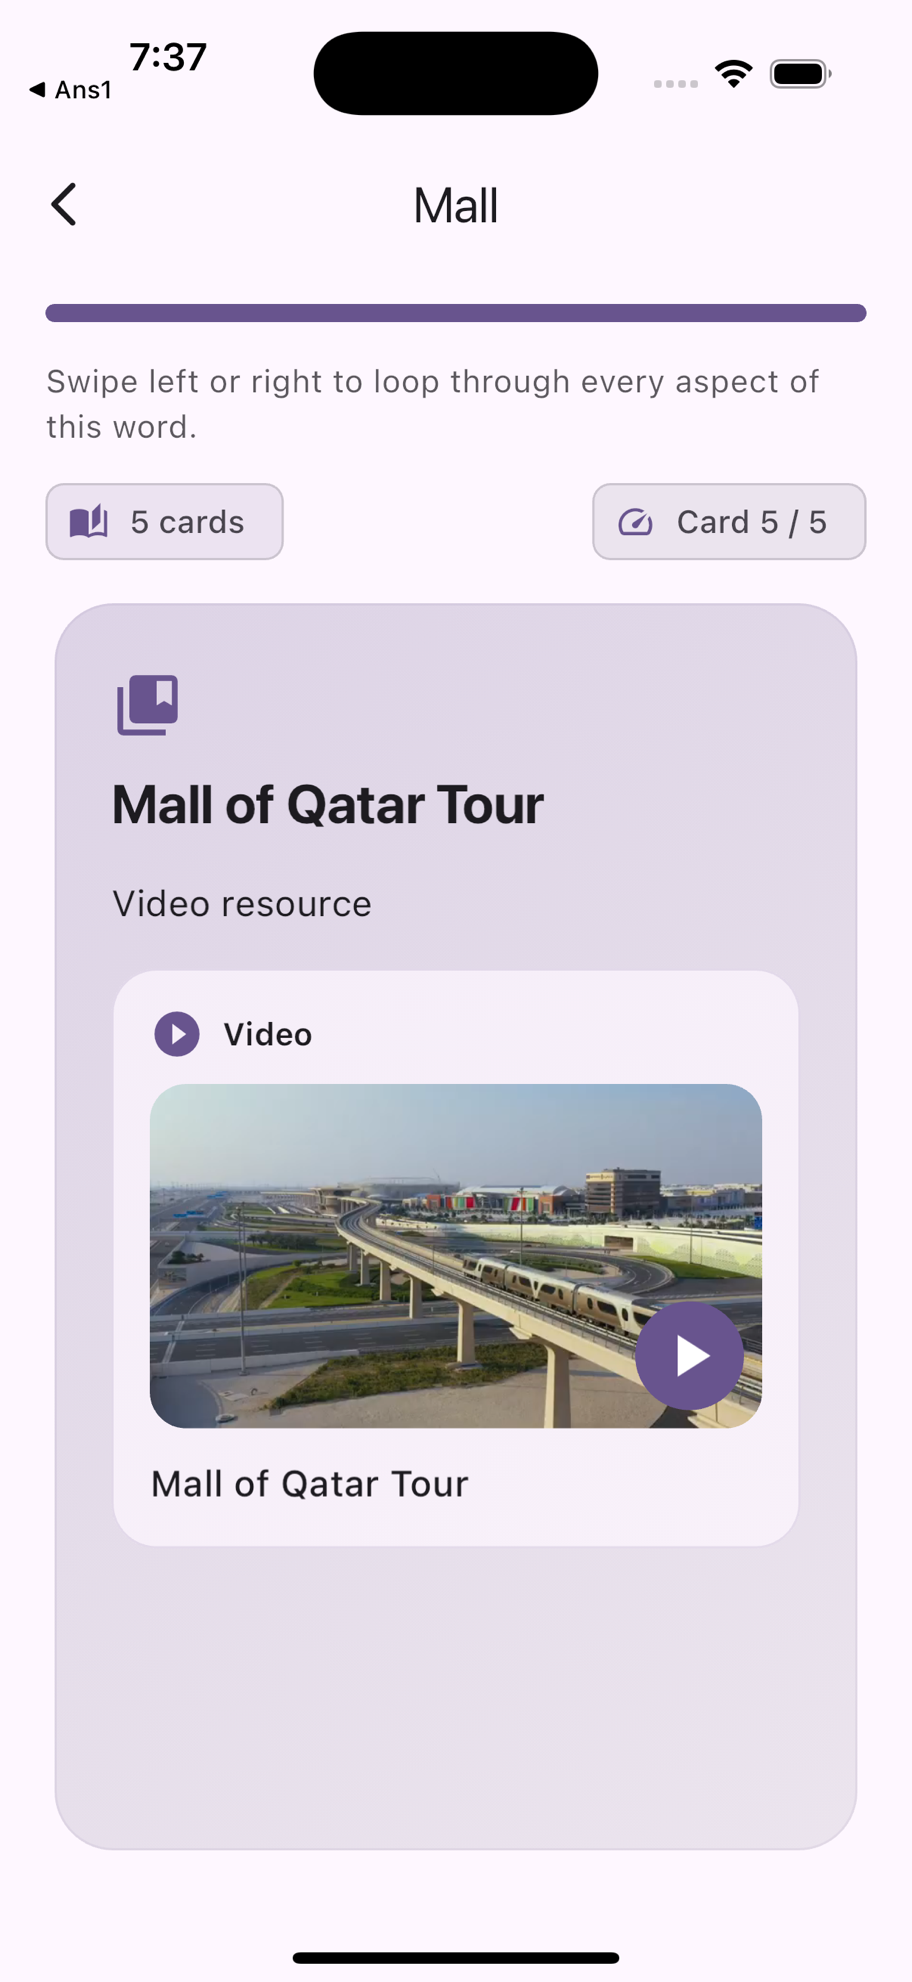 7:37
Ans1
Mall
Swipe left or right to loop through every aspect of
this word.
5 cards
Card 5 / 5
Mall of Qatar Tour
Video resource
Video
Mall of Qatar Tour